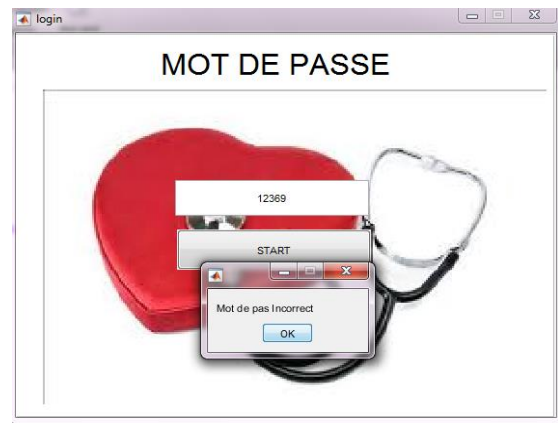 login
MOT DE PASSE
12369
START
Mot de pas Incorrect
OK